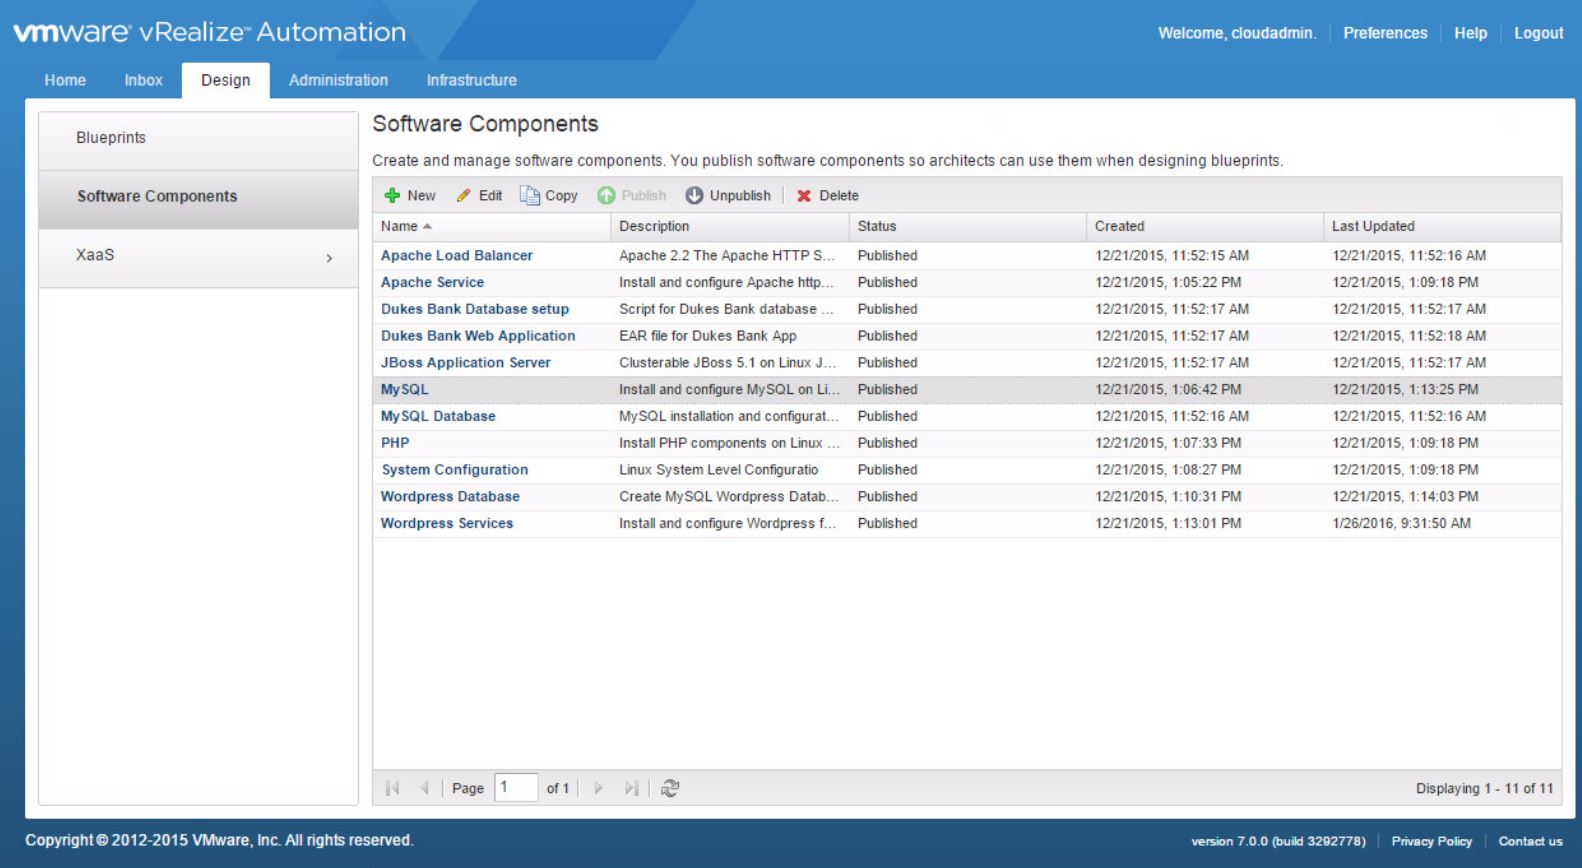 vmware® vRealize™ Automation
Welcome, cloudadmin. Preferences Help Logout
Home Inbox Design Administration Infrastructure
Blueprints
Software Components
XaaS
Software Components
Create and manage software components. You publish software components so architects can use them when designing blueprints.
New Edit Copy Publish Unpublish Delete
Name Description Status Created Last Updated
Apache Load Balancer Apache 2.2 The Apache HTTP S... Published 12/21/2015, 11:52:15 AM 12/21/2015, 11:52:16 AM
Apache Service Install and configure Apache http... Published 12/21/2015, 1:05:22 PM 12/21/2015, 1:09:18 PM
Dukes Bank Database setup Script for Dukes Bank database ... Published 12/21/2015, 11:52:17 AM 12/21/2015, 11:52:17 AM
Dukes Bank Web Application EAR file for Dukes Bank App Published 12/21/2015, 11:52:17 AM 12/21/2015, 11:52:18 AM
JBoss Application Server Clusterable JBoss 5.1 on Linux J... Published 12/21/2015, 11:52:17 AM 12/21/2015, 11:52:17 AM
MySQL Install and configure MySQL on Li... Published 12/21/2015, 1:06:42 PM 12/21/2015, 1:13:25 PM
MySQL Database MySQL installation and configurat... Published 12/21/2015, 11:52:16 AM 12/21/2015, 11:52:16 AM
PHP Install PHP components on Linux ... Published 12/21/2015, 1:07:33 PM 12/21/2015, 1:09:18 PM
System Configuration Linux System Level Configuratio Published 12/21/2015, 1:08:27 PM 12/21/2015, 1:09:18 PM
Wordpress Database Create MySQL Wordpress Datab... Published 12/21/2015, 1:10:31 PM 12/21/2015, 1:14:03 PM
Wordpress Services Install and configure Wordpress f... Published 12/21/2015, 1:13:01 PM 1/26/2016, 9:31:50 AM
Page 1 of 1 Displaying 1 - 11 of 11
Copyright © 2012-2015 VMware, Inc. All rights reserved. version 7.0.0 (build 3292778) Privacy Policy Contact us